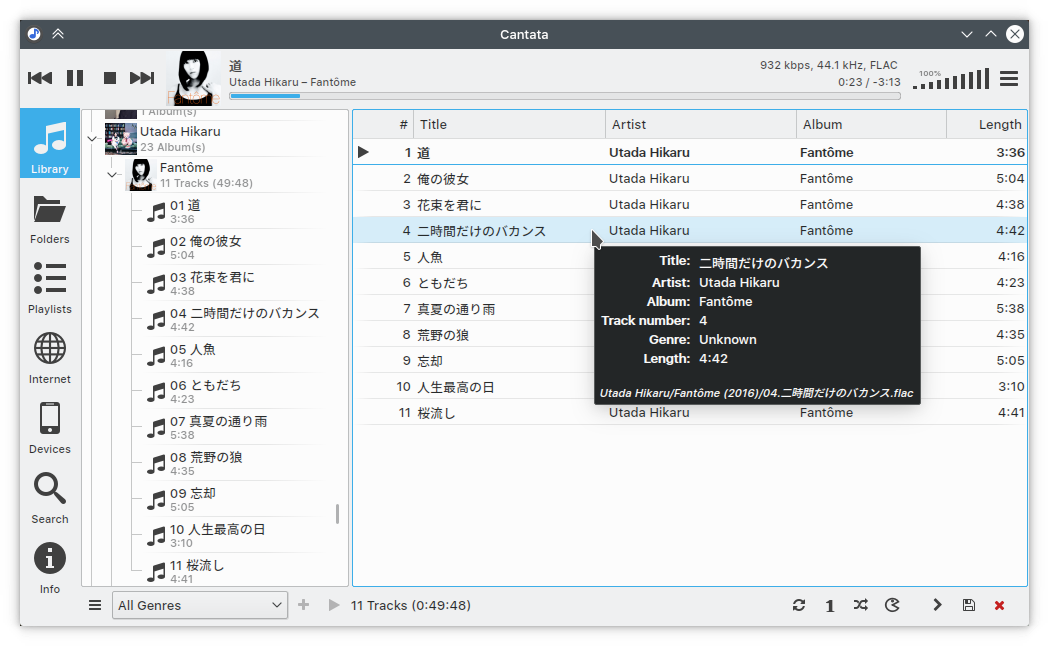 Cantata
道
Utada Hikaru – Fantôme
932 kbps, 44.1 kHz, FLAC
0:23 / -3:13
100%
Library
Folders
Playlists
Internet
Devices
Search
Info
1 Album(s)
Utada Hikaru
23 Album(s)
Fantôme
11 Tracks (49:48)
01 道
3:36
02 俺の彼女
5:04
03 花束を君に
4:38
04 二時間だけのバカンス
4:42
05 人魚
4:16
06 ともだち
4:23
07 真夏の通り雨
5:38
08 荒野の狼
4:35
09 忘却
5:05
10 人生最高の日
3:10
11 桜流し
4:41
# Title Artist Album Length
1 道 Utada Hikaru Fantôme 3:36
2 俺の彼女 Utada Hikaru Fantôme 5:04
3 花束を君に Utada Hikaru Fantôme 4:38
4 二時間だけのバカンス Utada Hikaru Fantôme 4:42
5 人魚 4:16
6 ともだち 4:23
7 真夏の通り雨 5:38
8 荒野の狼 4:35
9 忘却 5:05
10 人生最高の日 3:10
11 桜流し Utada Hikaru Fantôme 4:41
Title: 二時間だけのバカンス
Artist: Utada Hikaru
Album: Fantôme
Track number: 4
Genre: Unknown
Length: 4:42
Utada Hikaru/Fantôme (2016)/04.二時間だけのバカンス.flac
All Genres
11 Tracks (0:49:48)
1